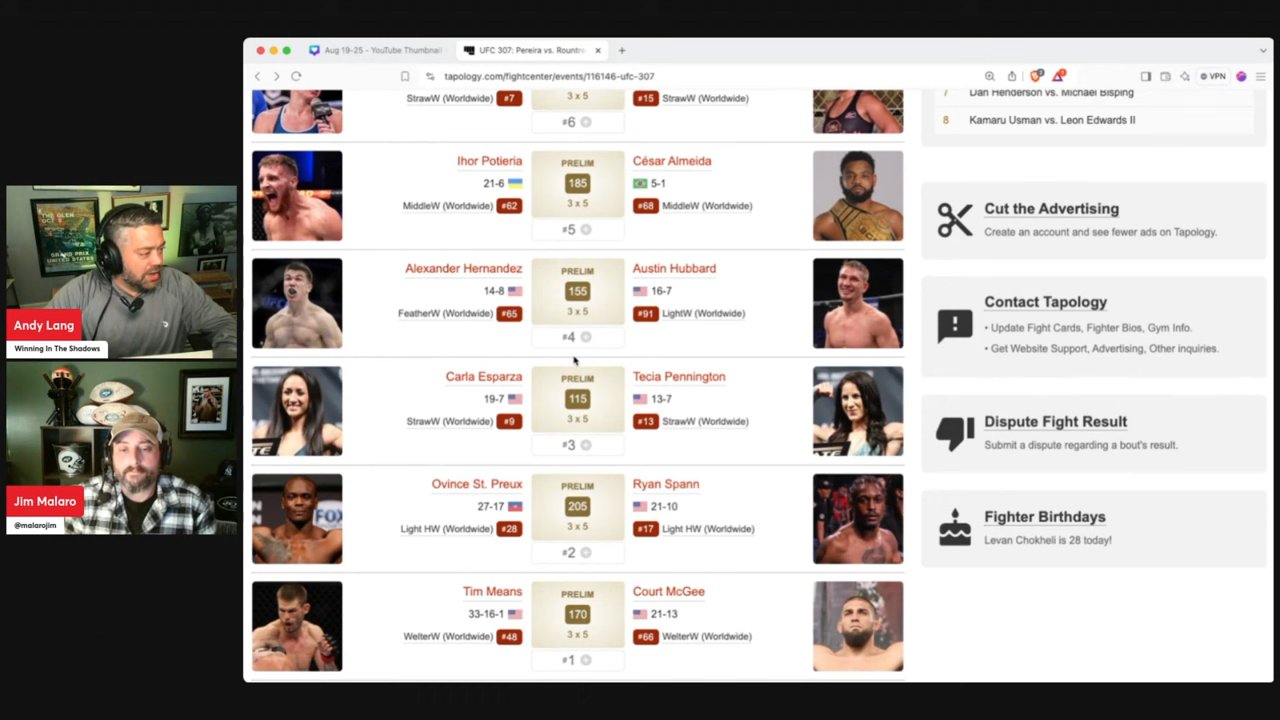 Aug 19-25 - YouTube Thumbnail
UFC 307: Pereira vs. Rountre
tapology.com/fightcenter/events/116146-ufc-307
VPN
StrawW (Worldwide) #7
3 x 5
#15 StrawW (Worldwide)
#6
Ihor Potieria
PRELIM
César Almeida
21-6
185
5-1
MiddleW (Worldwide) #62
3 x 5
#68 MiddleW (Worldwide)
#5
Alexander Hernandez
PRELIM
Austin Hubbard
14-8
155
16-7
FeatherW (Worldwide) #65
3 x 5
#91 LightW (Worldwide)
#4
Carla Esparza
PRELIM
Tecia Pennington
19-7
115
13-7
StrawW (Worldwide) #9
3 x 5
#13 StrawW (Worldwide)
#3
Ovince St. Preux
PRELIM
Ryan Spann
27-17
205
21-10
Light HW (Worldwide) #28
3 x 5
#17 Light HW (Worldwide)
#2
FOX
Tim Means
PRELIM
Court McGee
33-16-1
170
21-13
WelterW (Worldwide) #48
3 x 5
#66 WelterW (Worldwide)
#1
7 Dan Henderson vs. Michael Bisping
8 Kamaru Usman vs. Leon Edwards II
Cut the Advertising
Create an account and see fewer ads on Tapology.
Contact Tapology
• Update Fight Cards, Fighter Bios, Gym Info.
• Get Website Support, Advertising, Other inquiries.
Dispute Fight Result
Submit a dispute regarding a bout's result.
Fighter Birthdays
Levan Chokheli is 28 today!
THE GLEN
GRAND PRIX
UNITED STATES
Andy Lang
Winning In The Shadows
Jim Malaro
@malarojim